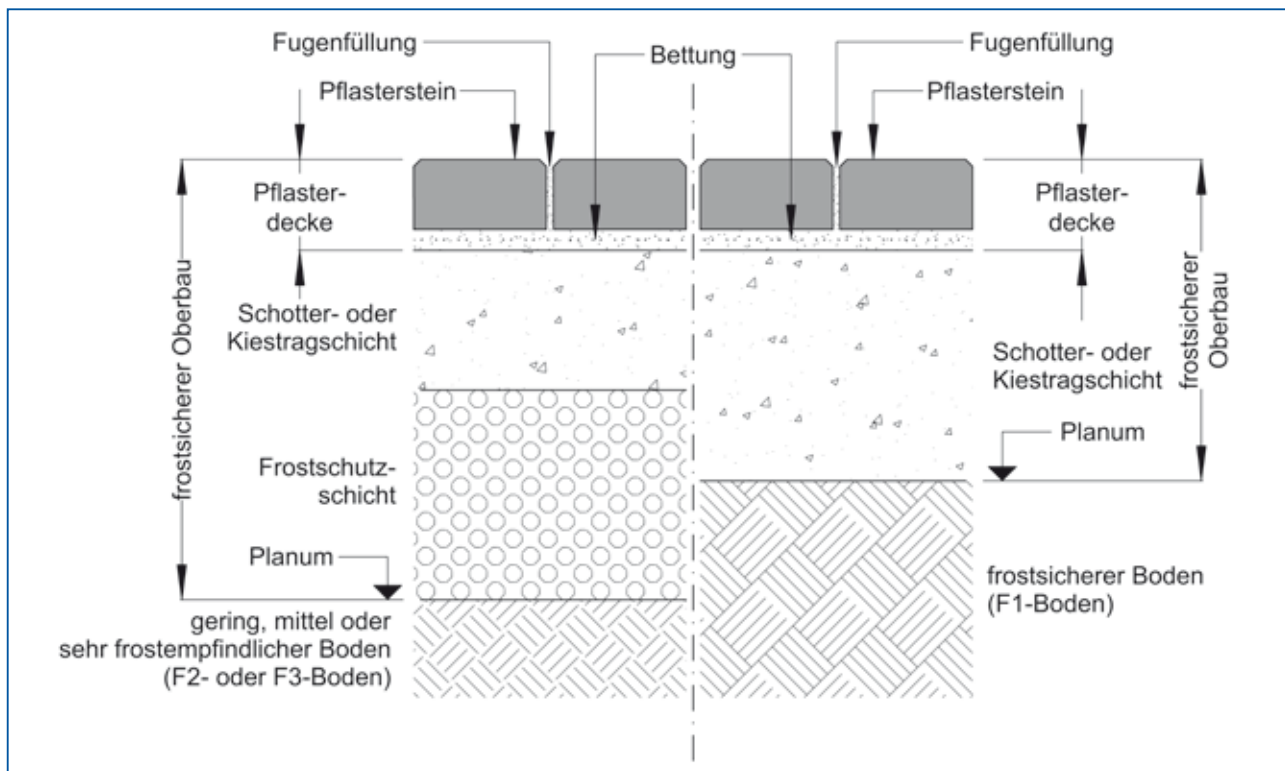 Fugenfüllung
Bettung
Fugenfüllung
Pflasterstein
Pflasterstein
Pflaster-
decke
Pflaster-
decke
frostsicherer Oberbau
Schotter- oder
Kiestragschicht
frostsicherer
Oberbau
Schotter- oder
Kiestragschicht
Planum
Frostschutz-
schicht
Planum
gering, mittel oder
sehr frostempfindlicher Boden
(F2- oder F3-Boden)
frostsicherer Boden
(F1-Boden)